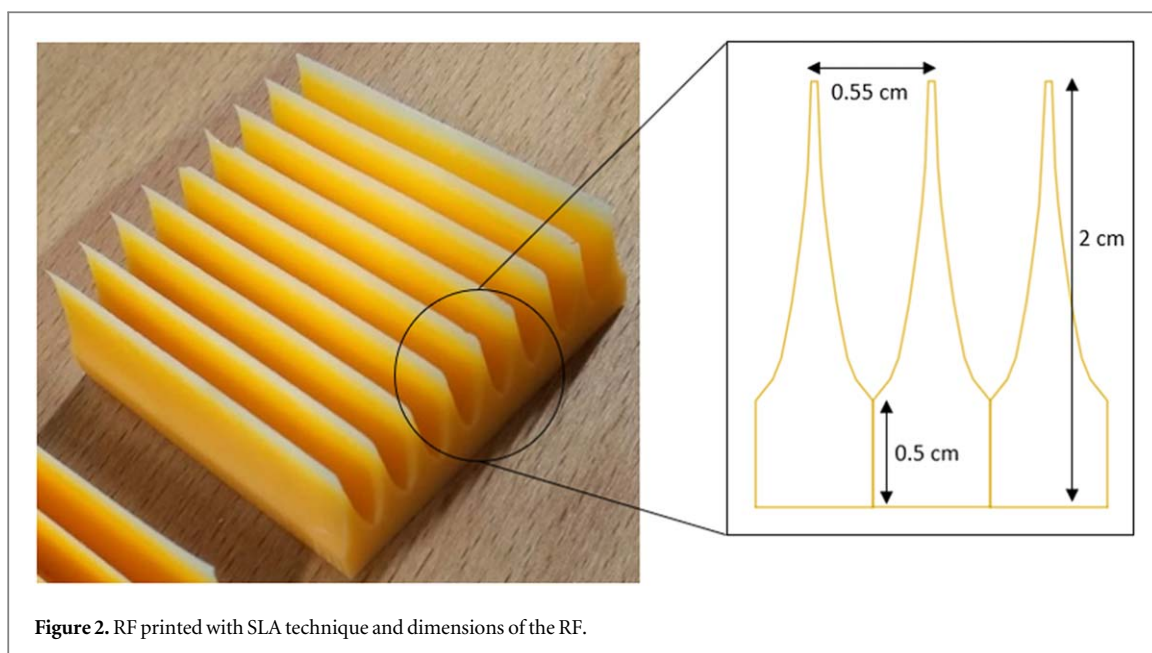 0.55 cm
2 cm
0.5 cm
Figure 2. RF printed with SLA technique and dimensions of the RF.